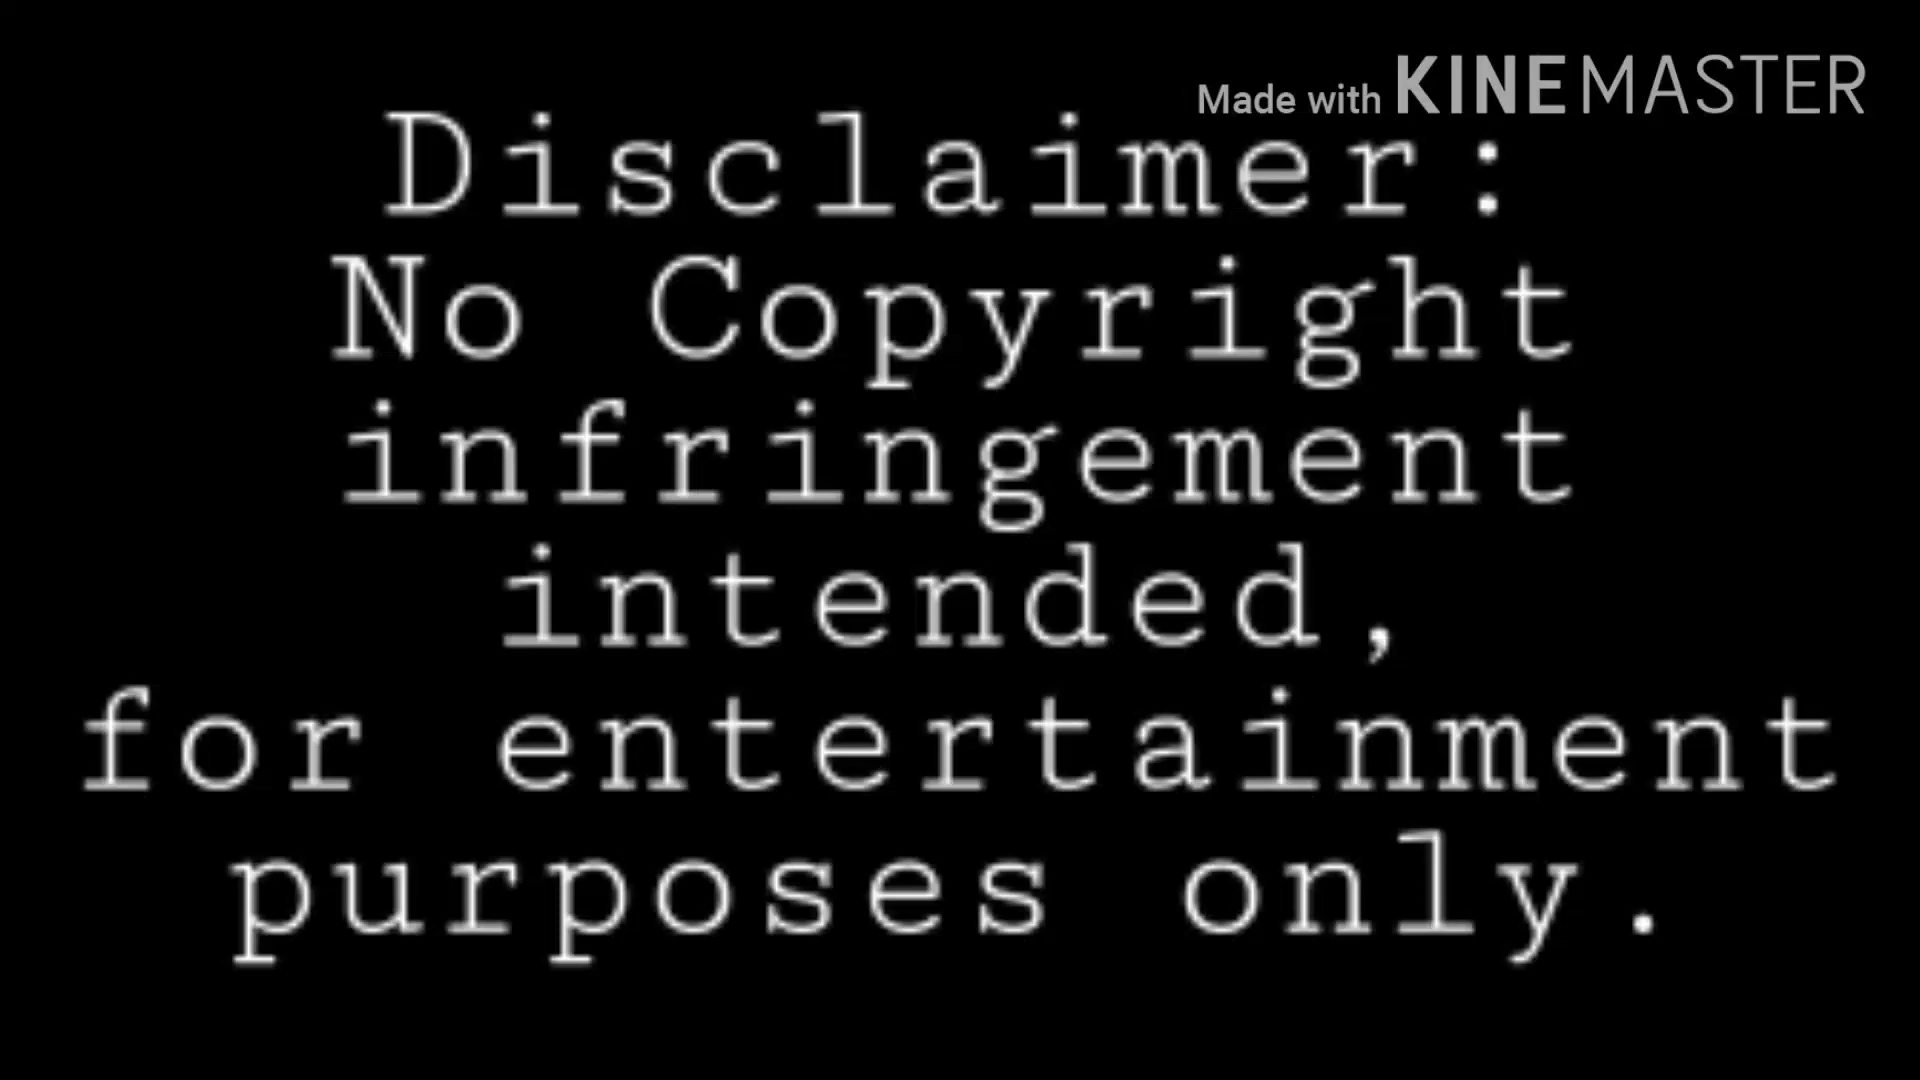 Made with KINEMASTER
Disclaimer:
No Copyright
infringement
intended,
for entertainment
purposes only.